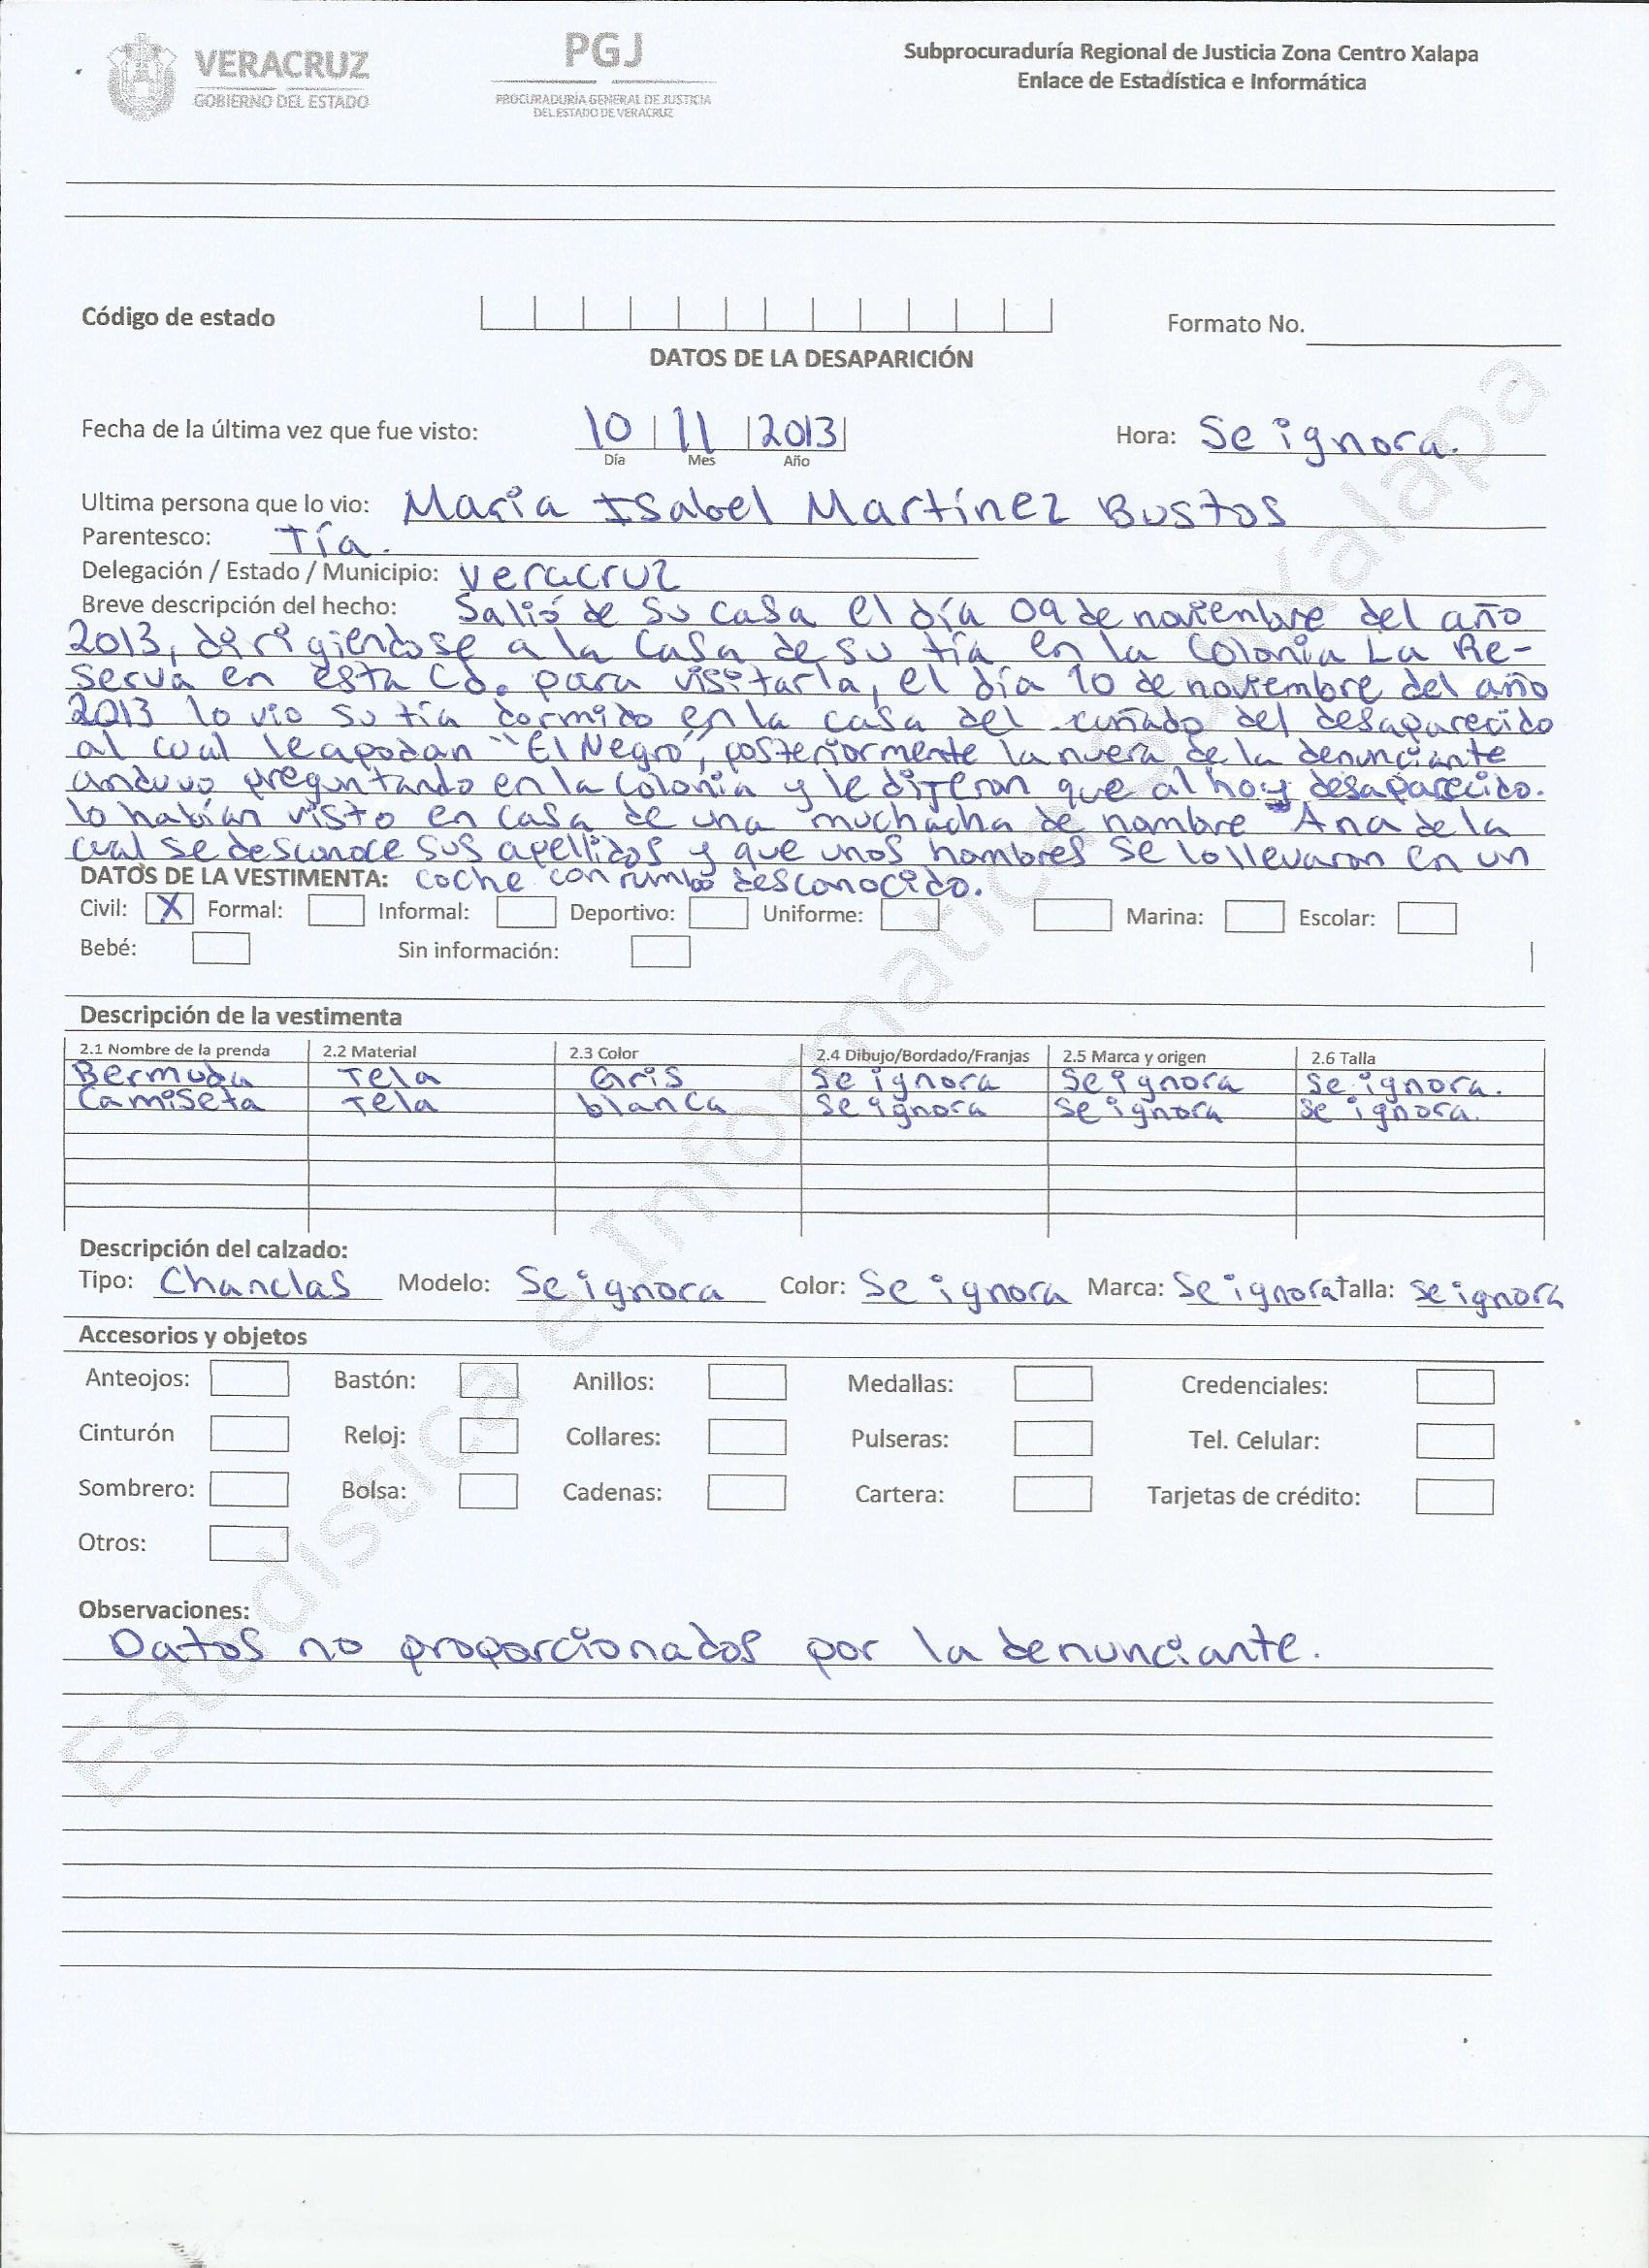 VERACRUZ
GOBIERNO DEL ESTADO
PGJ
PROCURADURÍA GENERAL DE JUSTICIA
DEL ESTADO DE VERACRUZ
Subprocuraduría Regional de Justicia Zona Centro Xalapa
Enlace de Estadística e Informática
Código de estado
Formato No.
DATOS DE LA DESAPARICIÓN
Fecha de la última vez que fue visto: 10 11 2013 Hora: Se ignora.
Día Mes Año
Ultima persona que lo vio: Maria Isabel Martínez Bustos
Parentesco: Tía.
Delegación / Estado / Municipio: Veracruz
Breve descripción del hecho: Salió de su casa el día 09 de noviembre del año
2013, dirigiendose a la casa de su tía en la Colonia La Re-
serva en esta Cd. para visitarla, el día 10 de noviembre del año
2013 lo vio su tía dormido en la casa del cuñado del desaparecido
al cual le apodan "El Negro", posteriormente la nuera de la denunciante
anduvo preguntando en la Colonia y le dijeron que al hoy desaparecido.
lo habían visto en casa de una muchacha de nombre Ana de la
cual se desconoce sus apellidos y que unos hombres se lo llevaron en un
DATOS DE LA VESTIMENTA: coche con rumbo desconocido.
Civil: X Formal: Informal: Deportivo: Uniforme: Marina: Escolar:
Bebé: Sin información:
Descripción de la vestimenta
2.1 Nombre de la prenda 2.2 Material 2.3 Color 2.4 Dibujo/Bordado/Franjas 2.5 Marca y origen 2.6 Talla
Bermuda Tela Gris Se ignora Se ignora Se ignora.
Camiseta Tela blanca Se ignora Se ignora Se ignora.
Descripción del calzado:
Tipo: Chanclas Modelo: Se ignora Color: Se ignora Marca: Se ignora Talla: Se ignora
Accesorios y objetos
Anteojos: Bastón: Anillos: Medallas: Credenciales:
Cinturón Reloj: Collares: Pulseras: Tel. Celular:
Sombrero: Bolsa: Cadenas: Cartera: Tarjetas de crédito:
Otros:
Observaciones:
Datos no proporcionados por la denunciante.
Estadística e Informática Xalapa